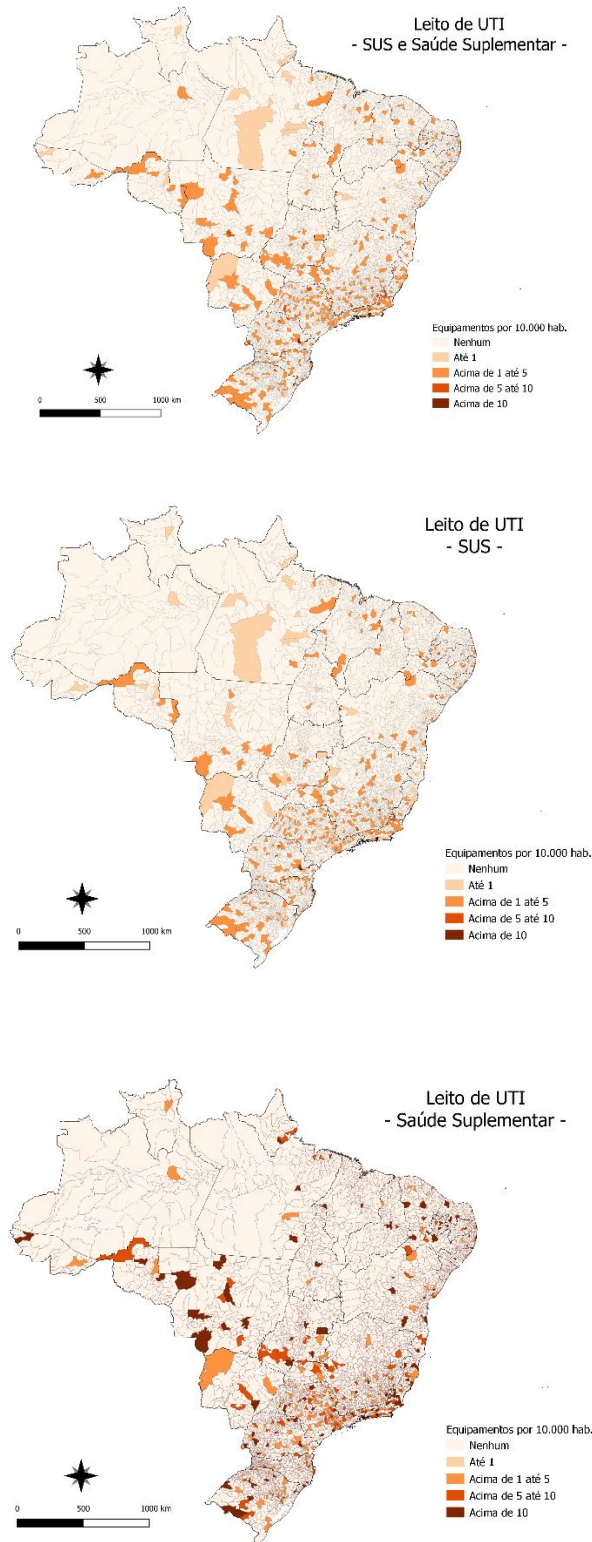 Leito de UTI
- SUS e Saúde Suplementar -
Equipamentos por 10.000 hab.
Nenhum
Até 1
Acima de 1 até 5
Acima de 5 até 10
Acima de 10
0 500 1000 km
Leito de UTI
- SUS -
Equipamentos por 10.000 hab.
Nenhum
Até 1
Acima de 1 até 5
Acima de 5 até 10
Acima de 10
0 500 1000 km
Leito de UTI
- Saúde Suplementar -
Equipamentos por 10.000 hab.
Nenhum
Até 1
Acima de 1 até 5
Acima de 5 até 10
Acima de 10
0 500 1000 km